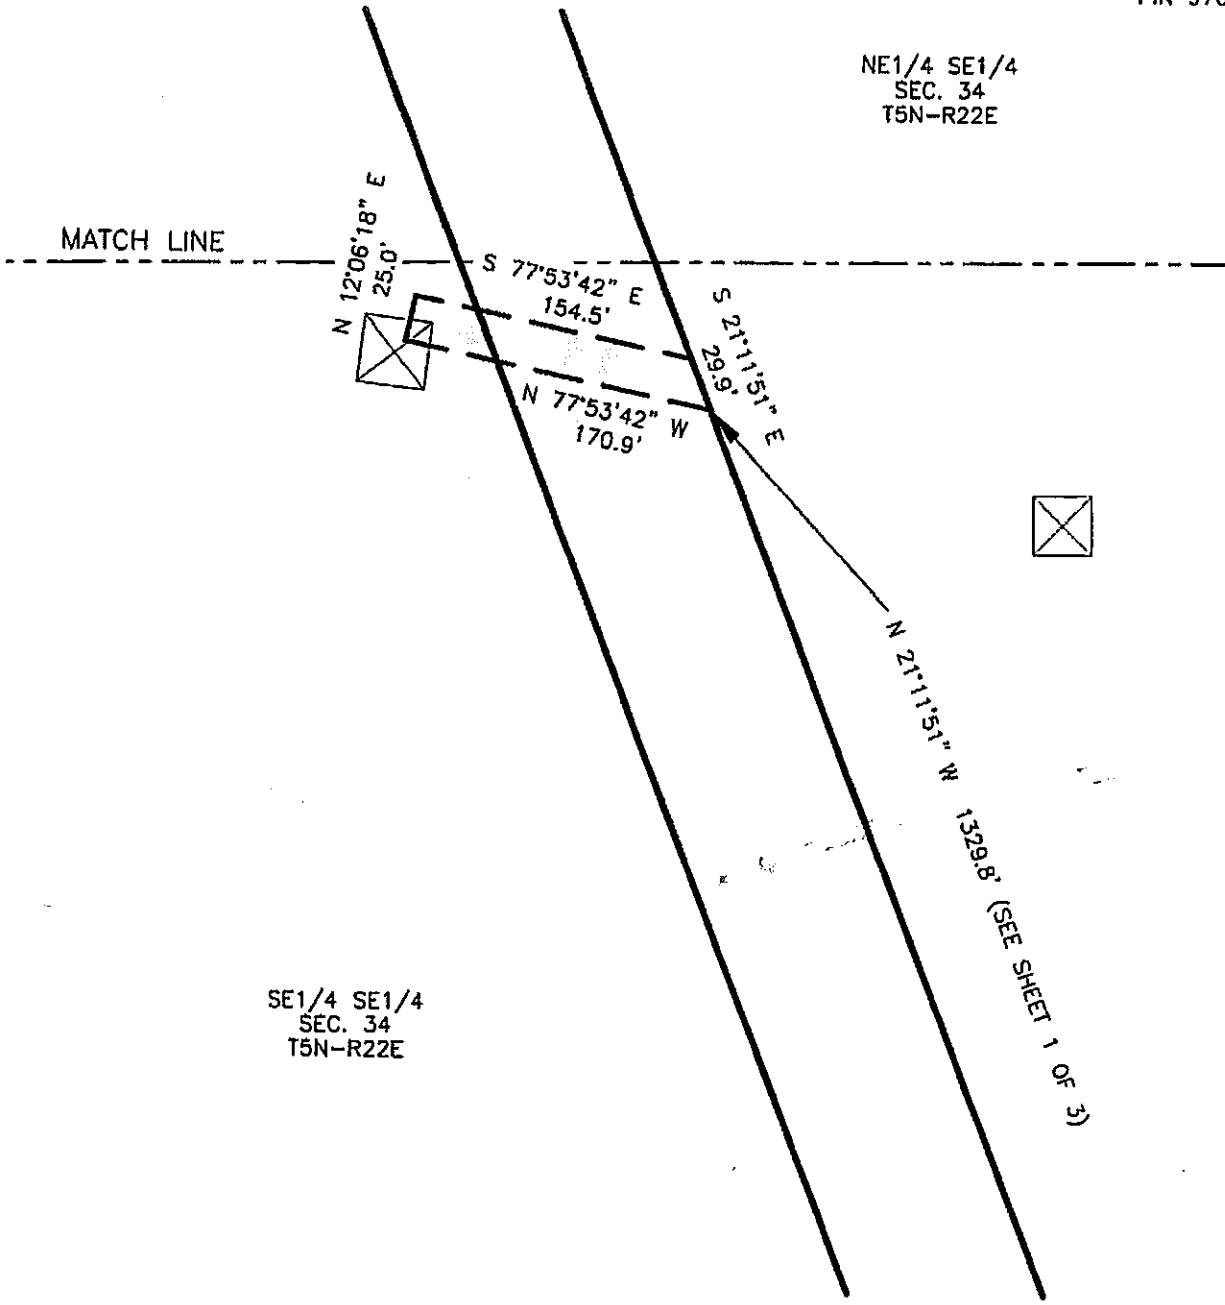 NE1/4 SE1/4
SEC. 34
T5N-R22E
MATCH LINE
N 12°06'18" E
25.0'
S 77°53'42" E
154.5'
S 21°11'51" E
29.9'
N 77°53'42" W
170.9'
N 21°11'51" W 1329.8' (SEE SHEET 1 OF 3)
SE1/4 SE1/4
SEC. 34
T5N-R22E